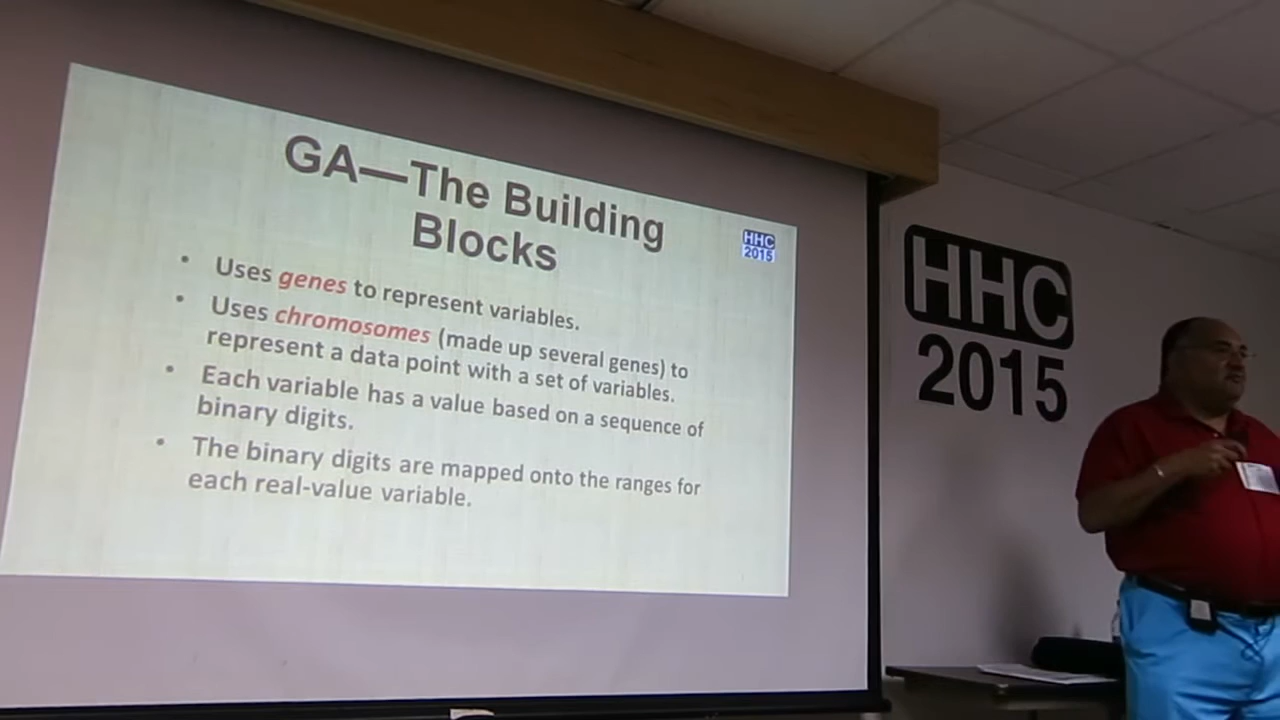 GA—The Building
Blocks
HHC
2015
• Uses genes to represent variables.
• Uses chromosomes (made up several genes) to
represent a data point with a set of variables.
• Each variable has a value based on a sequence of
binary digits.
• The binary digits are mapped onto the ranges for
each real-value variable.
HHC
2015